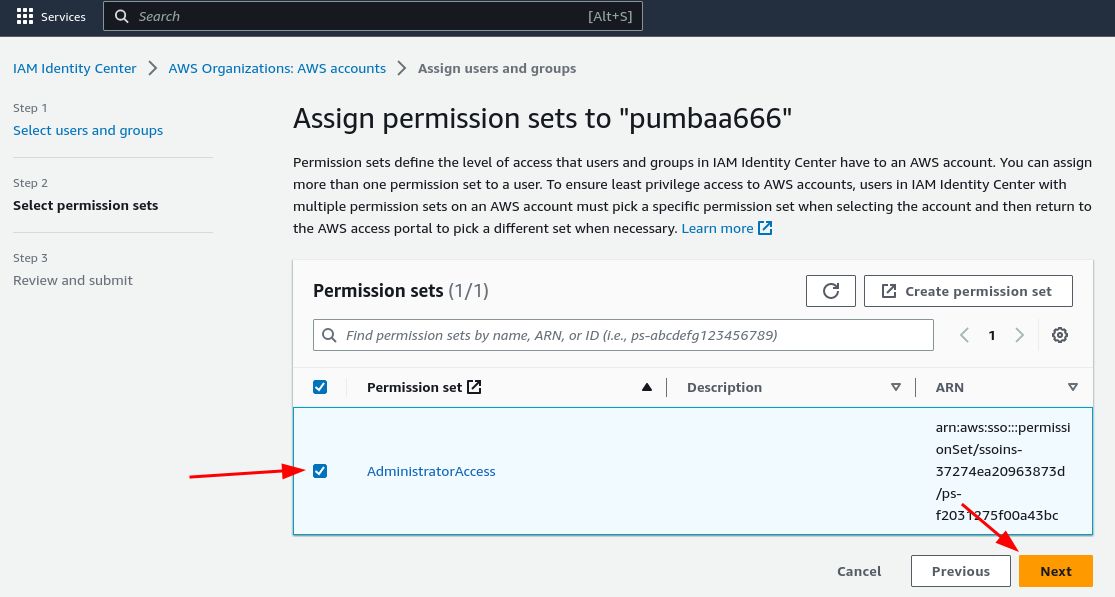 Services
Search [Alt+S]
IAM Identity Center > AWS Organizations: AWS accounts > Assign users and groups
Step 1
Select users and groups
Step 2
Select permission sets
Step 3
Review and submit
Assign permission sets to "pumbaa666"
Permission sets define the level of access that users and groups in IAM Identity Center have to an AWS account. You can assign
more than one permission set to a user. To ensure least privilege access to AWS accounts, users in IAM Identity Center with
multiple permission sets on an AWS account must pick a specific permission set when selecting the account and then return to
the AWS access portal to pick a different set when necessary. Learn more
Permission sets (1/1)
Create permission set
Find permission sets by name, ARN, or ID (i.e., ps-abcdefg123456789)
1
Permission set Description ARN
AdministratorAccess
arn:aws:sso:::permissi
onSet/ssoins-
37274ea20963873d
/ps-
f2031275f00a43bc
Cancel Previous Next